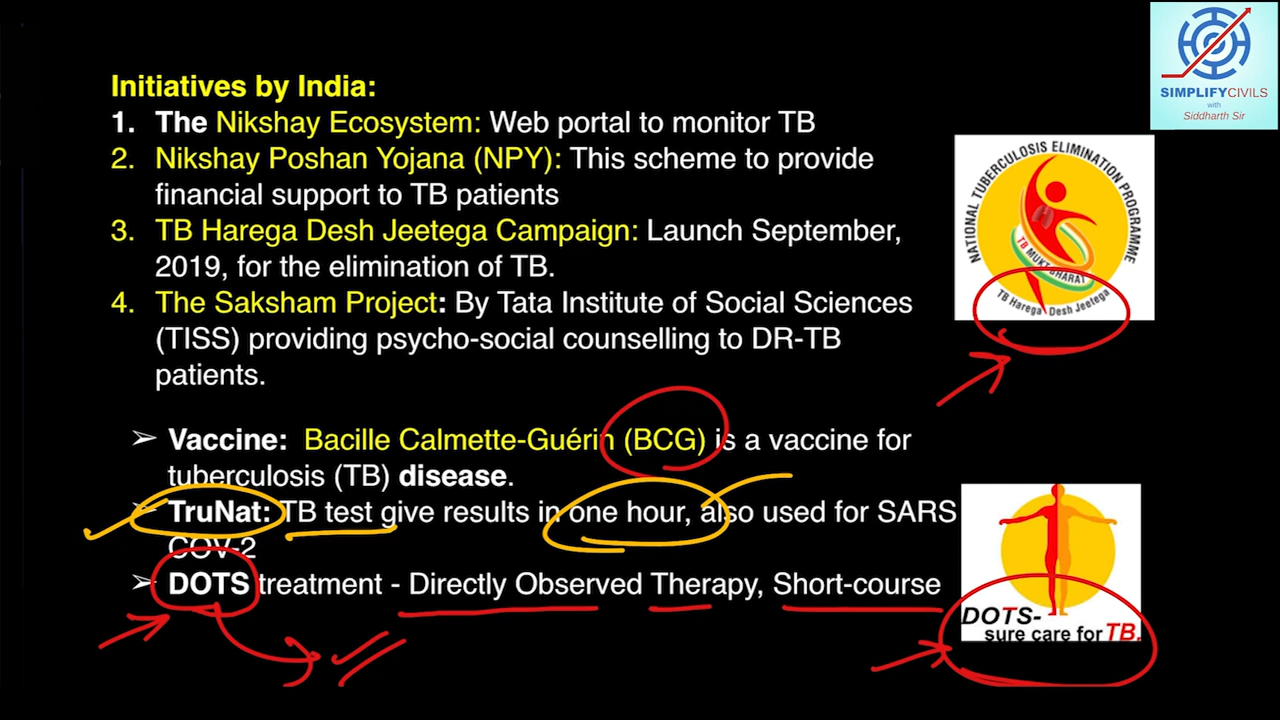 SIMPLIFYCIVILS
with
Siddharth Sir
Initiatives by India:
1. The Nikshay Ecosystem: Web portal to monitor TB
2. Nikshay Poshan Yojana (NPY): This scheme to provide
financial support to TB patients
3. TB Harega Desh Jeetega Campaign: Launch September,
2019, for the elimination of TB.
4. The Saksham Project: By Tata Institute of Social Sciences
(TISS) providing psycho-social counselling to DR-TB
patients.
NATIONAL TUBERCULOSIS ELIMINATION PROGRAMME
TB MUKT BHARAT
TB Harega Desh Jeetega
➢ Vaccine: Bacille Calmette-Guérin (BCG) is a vaccine for
tuberculosis (TB) disease.
➢ TruNat: TB test give results in one hour, also used for SARS
COV-2
➢ DOTS treatment - Directly Observed Therapy, Short-course
DOTS-
sure care for TB.